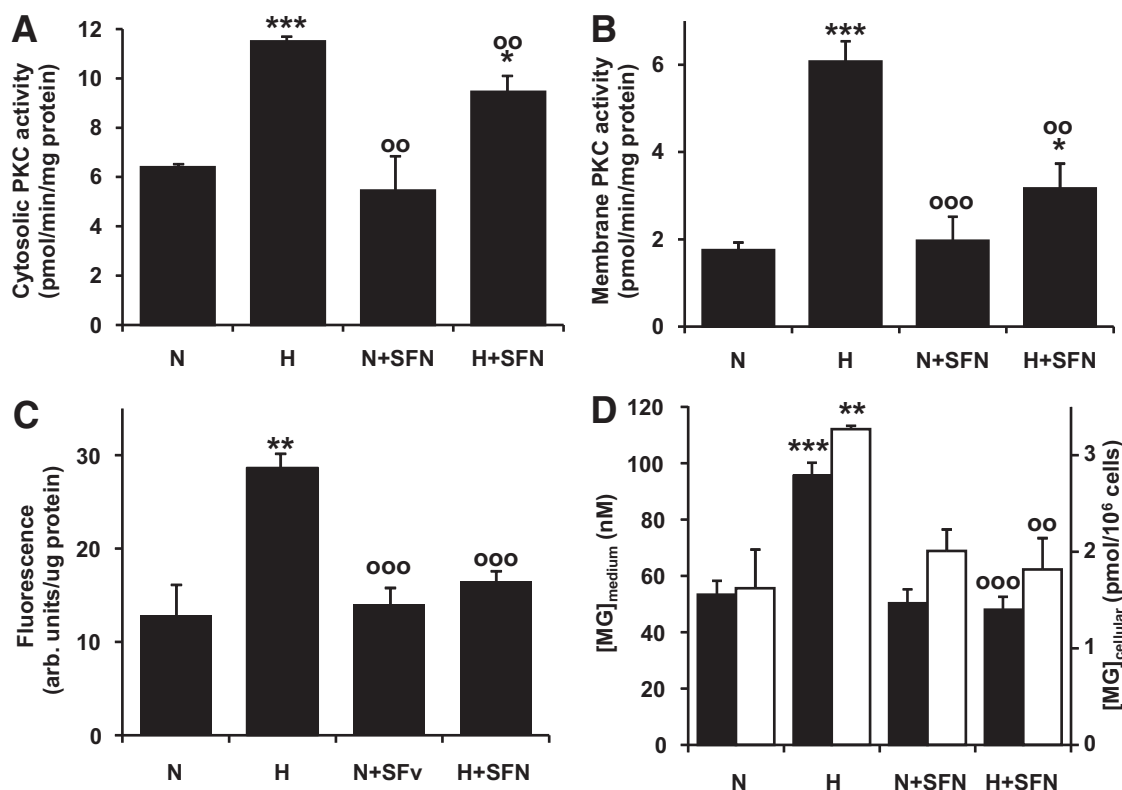 A
Cytosolic PKC activity
(pmol/min/mg protein)
12
10
8
6
4
2
0
***
oo
oo
*
N
H
N+SFN
H+SFN
B
Membrane PKC activity
(pmol/min/mg protein)
6
4
2
0
***
ooo
oo
*
N
H
N+SFN
H+SFN
C
Fluorescence
(arb. units/ug protein)
30
20
10
0
**
ooo
ooo
N
H
N+SFv
H+SFN
D
[MG]medium (nM)
120
100
80
60
40
20
0
***
**
ooo
oo
3
2
1
0
[MG]cellular (pmol/10⁶ cells)
N
H
N+SFN
H+SFN